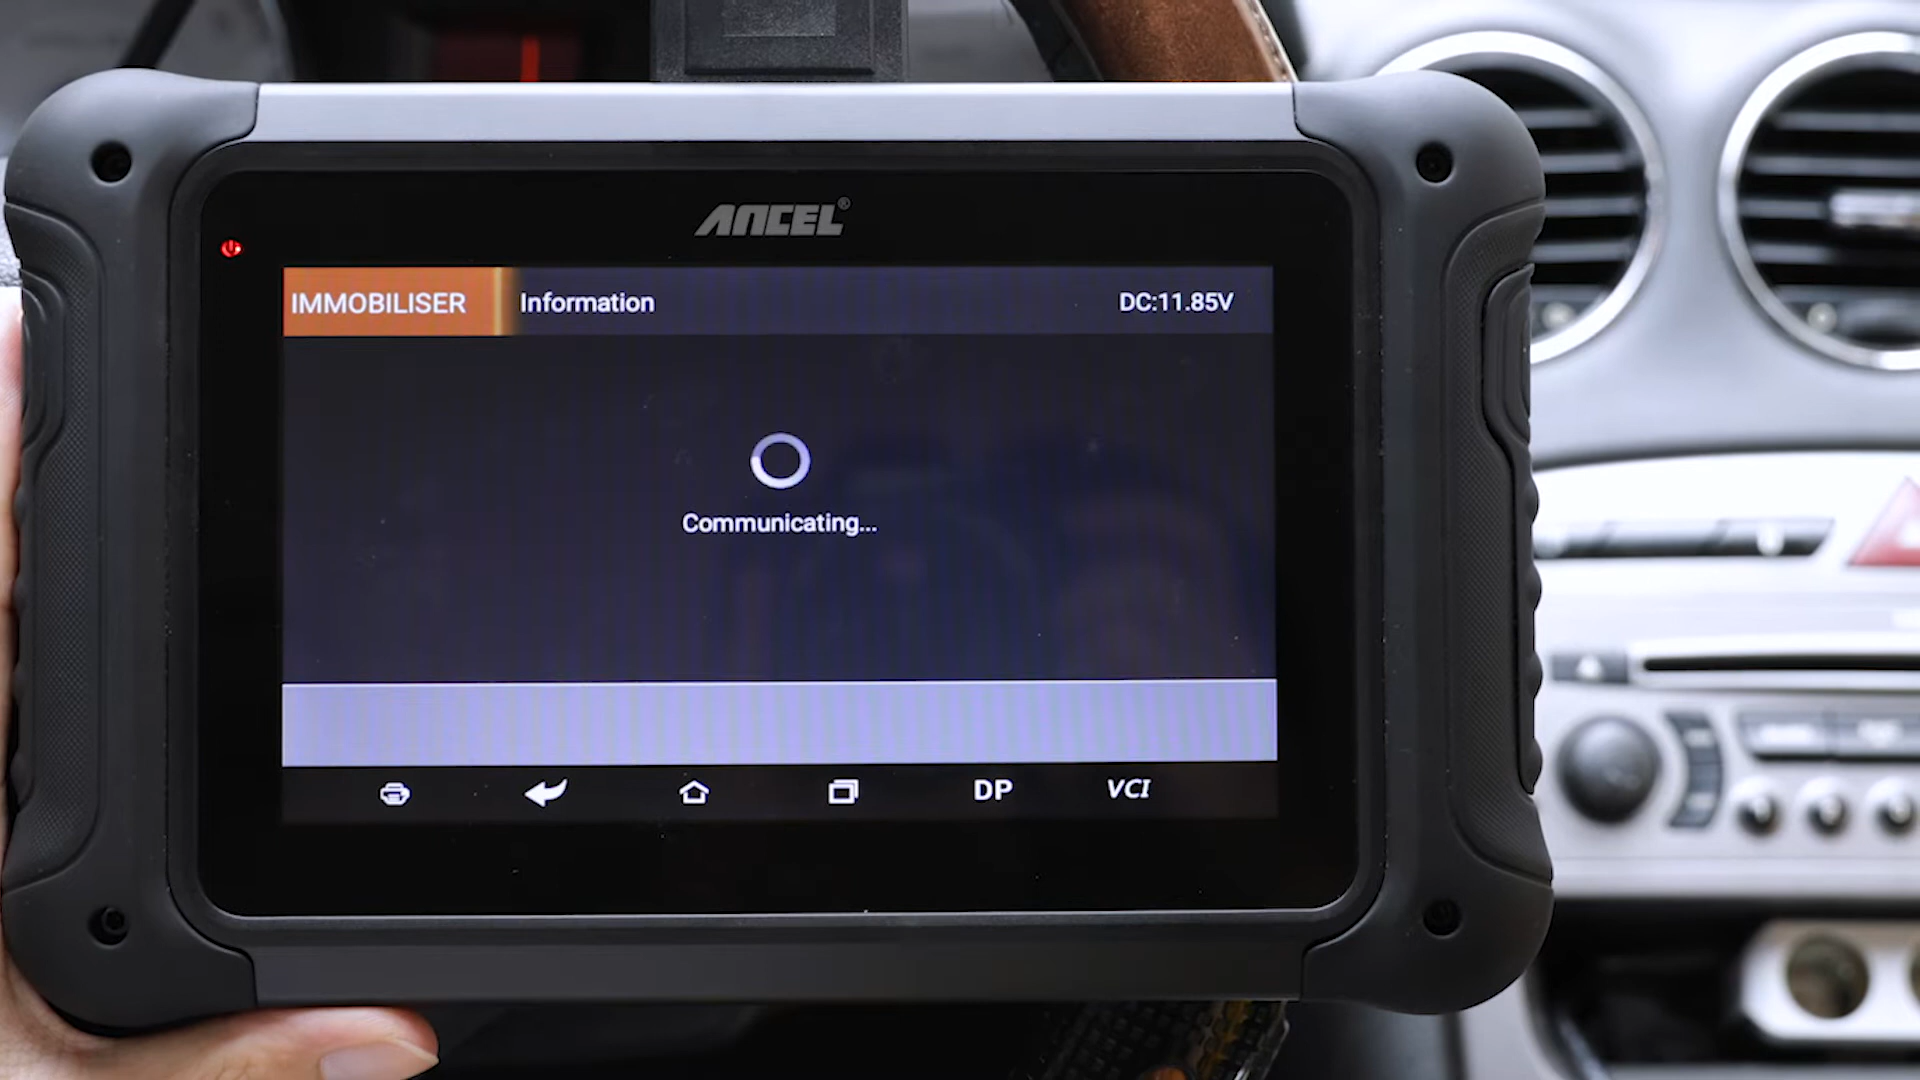 ANCEL®
IMMOBILISER Information DC:11.85V
Communicating...
DP VCI